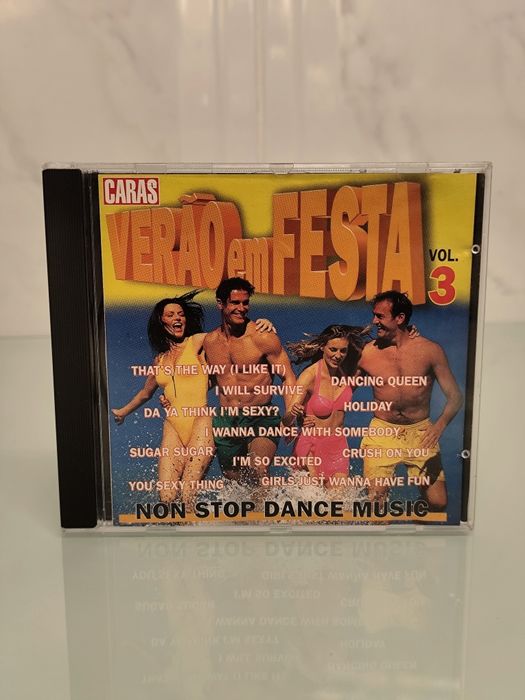 CARAS
VERÃO em FESTA
VOL. 3
THAT'S THE WAY (I LIKE IT)
DANCING QUEEN
I WILL SURVIVE
DA YA THINK I'M SEXY?
HOLIDAY
I WANNA DANCE WITH SOMEBODY
SUGAR SUGAR
CRUSH ON YOU
I'M SO EXCITED
YOU SEXY THING
GIRLS JUST WANNA HAVE FUN
NON STOP DANCE MUSIC